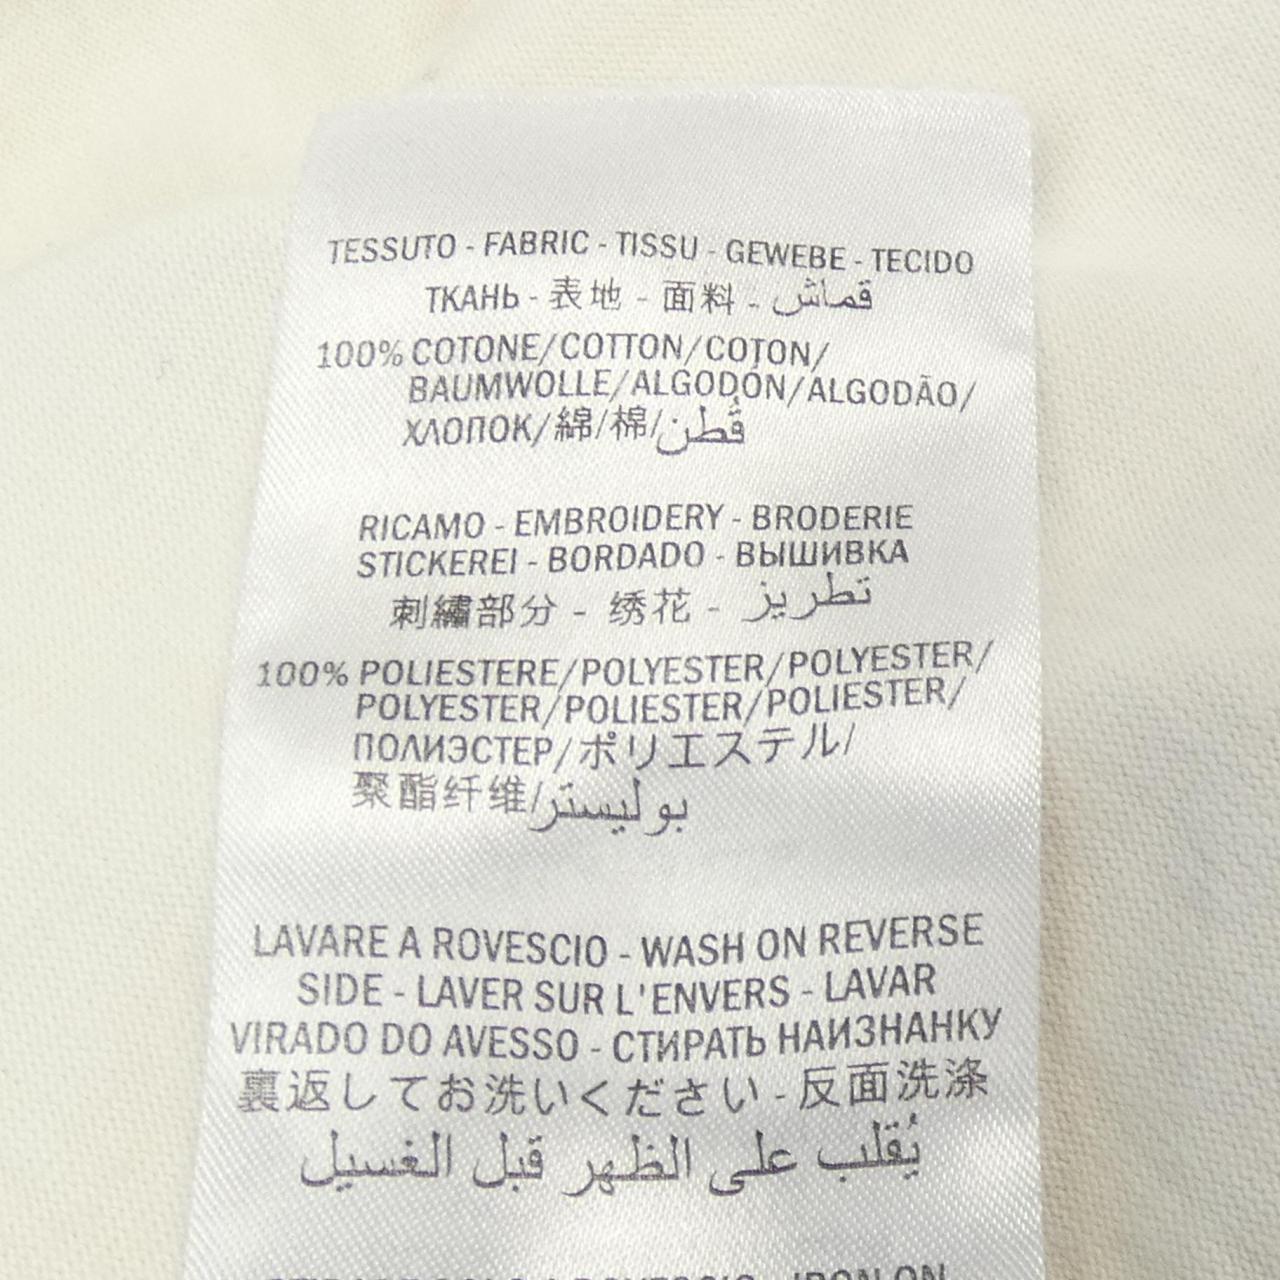 TESSUTO - FABRIC - TISSU - GEWEBE - TECIDO
ТКАНЬ - 表地 - 面料 - قماش
100% COTONE/COTTON/COTON/
BAUMWOLLE/ALGODÓN/ALGODÃO/
ХЛОПОК/綿/棉/قُطن
RICAMO - EMBROIDERY - BRODERIE
STICKEREI - BORDADO - ВЫШИВКА
刺繍部分 - 绣花 - تطريز
100% POLIESTERE/POLYESTER/POLYESTER/
POLYESTER/POLIESTER/POLIESTER/
ПОЛИЭСТЕР/ポリエステル/
聚酯纤维/بوليستر
LAVARE A ROVESCIO - WASH ON REVERSE
SIDE - LAVER SUR L'ENVERS - LAVAR
VIRADO DO AVESSO - СТИРАТЬ НАИЗНАНКУ
裏返してお洗いください - 反面洗涤
يُقلب على الظهر قبل الغسيل